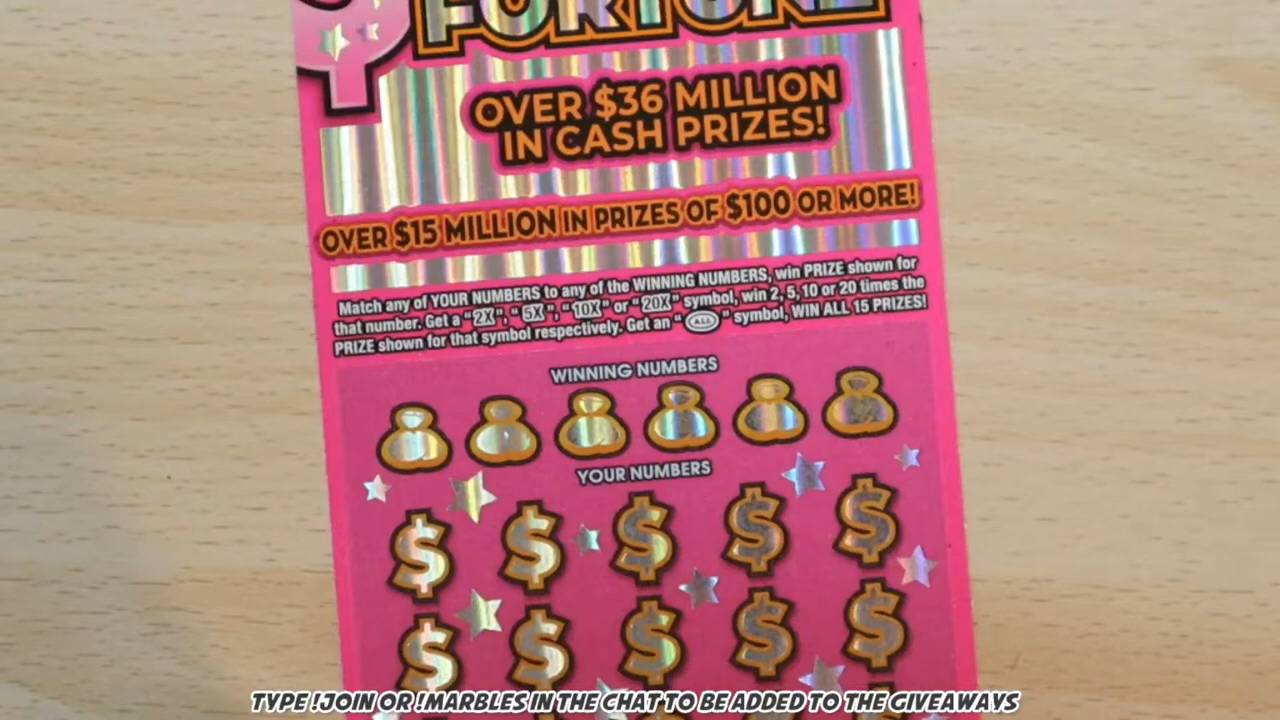 FORTUNE
OVER $36 MILLION
IN CASH PRIZES!
OVER $15 MILLION IN PRIZES OF $100 OR MORE!
Match any of YOUR NUMBERS to any of the WINNING NUMBERS, win PRIZE shown for
that number. Get a "2X", "5X", "10X" or "20X" symbol, win 2, 5, 10 or 20 times the
PRIZE shown for that symbol respectively. Get an "ALL" symbol, WIN ALL 15 PRIZES!
WINNING NUMBERS
YOUR NUMBERS
$ $ $ $ $
$ $ $ $ $
TYPE !JOIN OR !MARBLES IN THE CHAT TO BE ADDED TO THE GIVEAWAYS